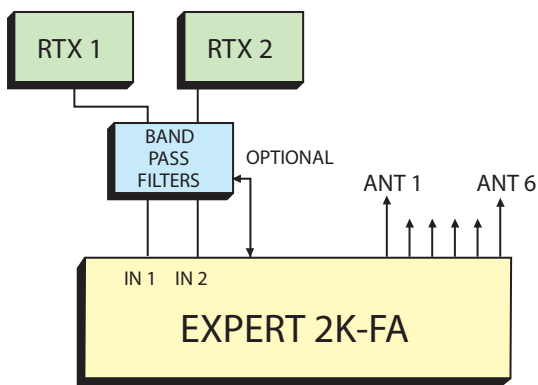 RTX 1
RTX 2
BAND
PASS
FILTERS
OPTIONAL
ANT 1
ANT 6
IN 1
IN 2
EXPERT 2K-FA